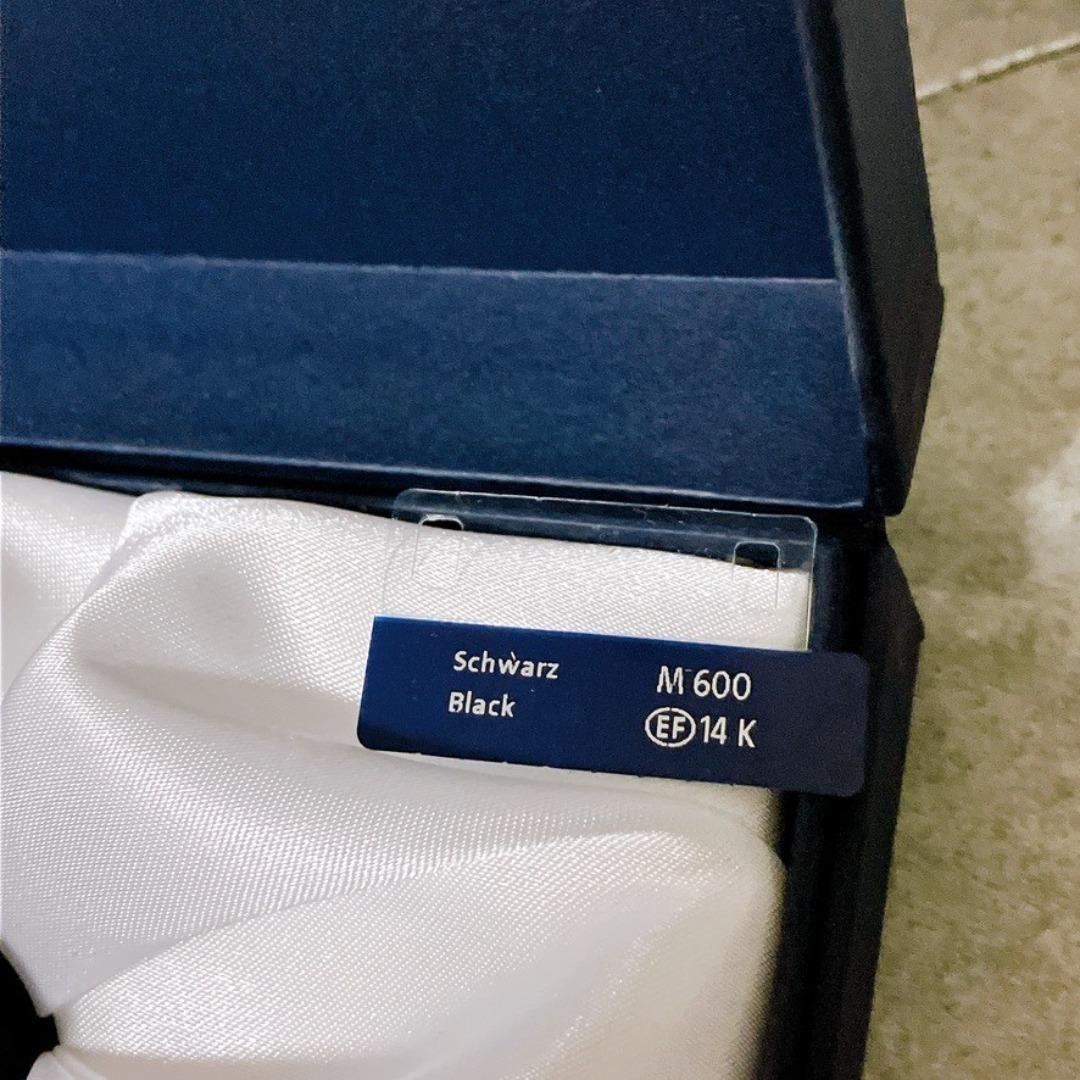 Schwarz
Black
M 600
EF 14 K